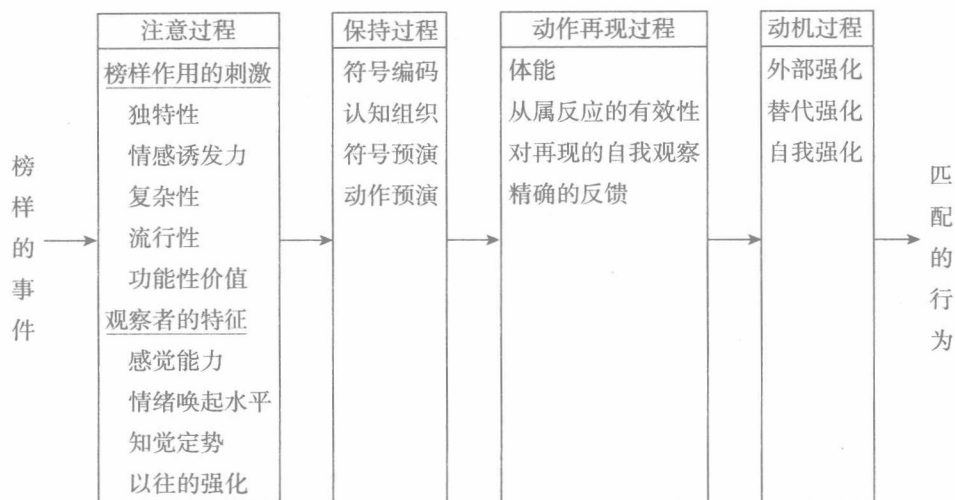 榜样的事件
注意过程
榜样作用的刺激
独特性
情感诱发力
复杂性
流行性
功能性价值
观察者的特征
感觉能力
情绪唤起水平
知觉定势
以往的强化
保持过程
符号编码
认知组织
符号预演
动作预演
动作再现过程
体能
从属反应的有效性
对再现的自我观察
精确的反馈
动机过程
外部强化
替代强化
自我强化
匹配的行为